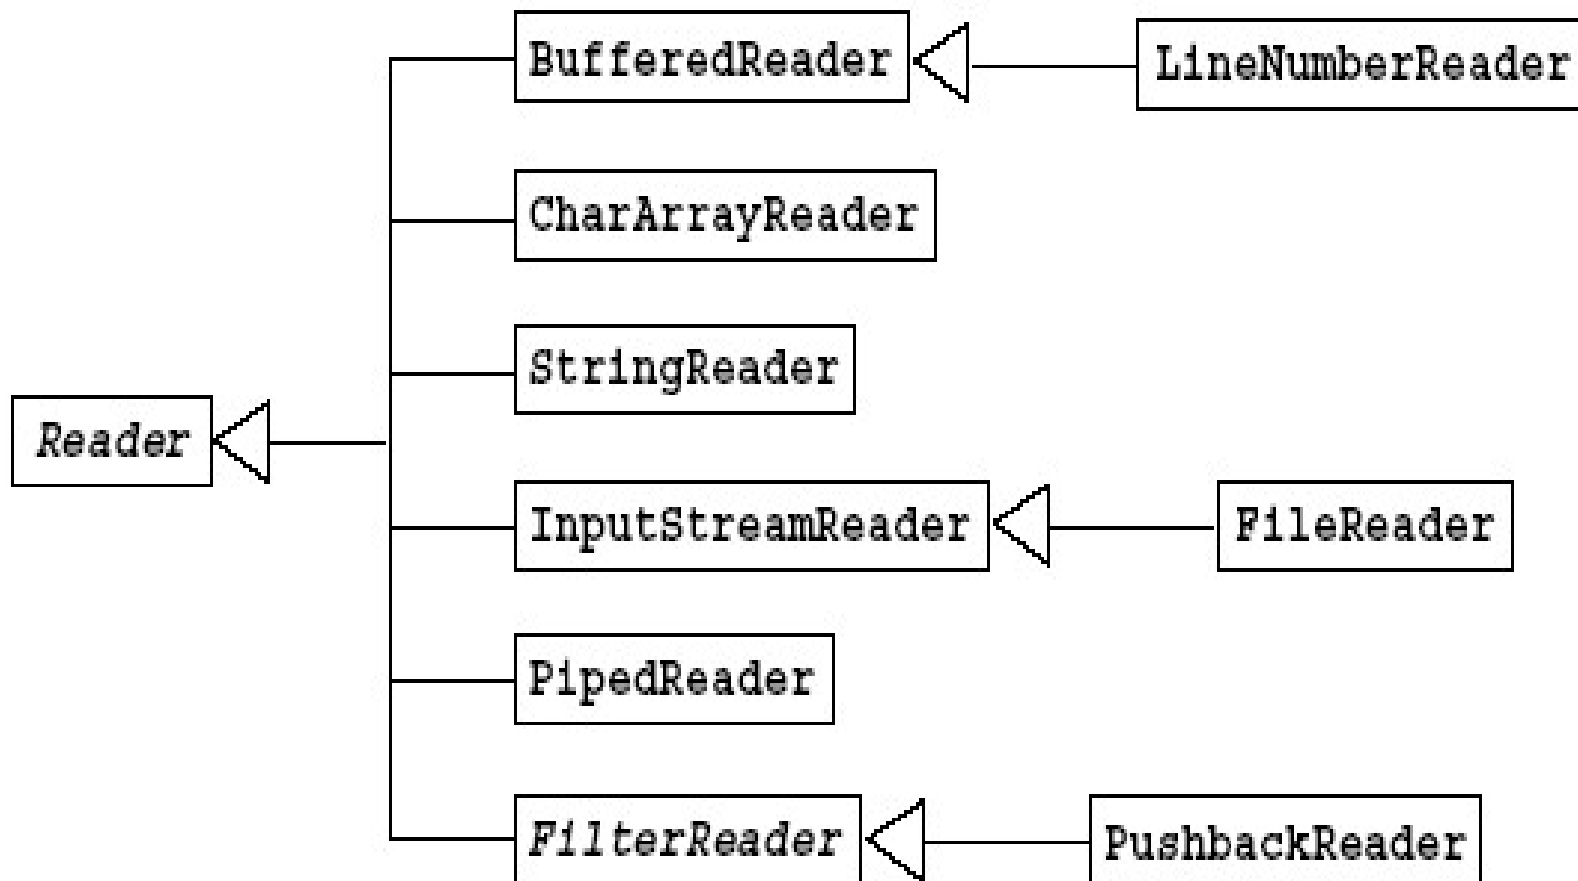 BufferedReader
LineNumberReader
CharArrayReader
StringReader
Reader
InputStreamReader
FileReader
PipedReader
FilterReader
PushbackReader